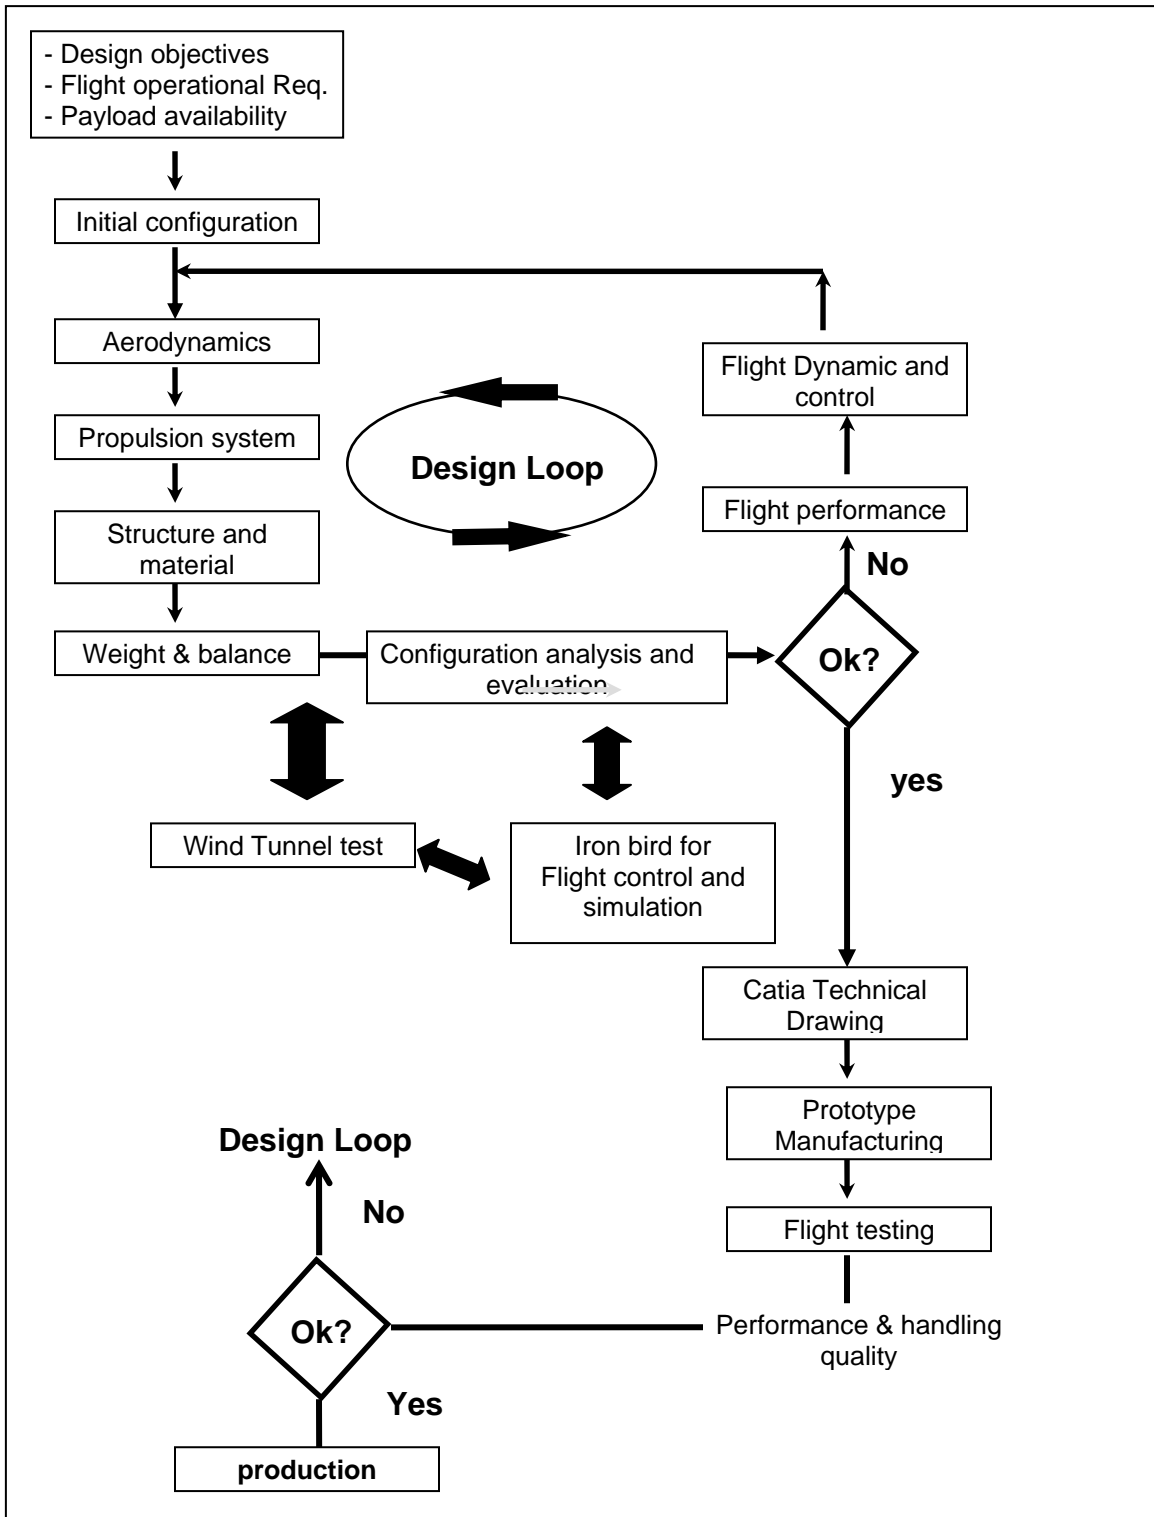 - Design objectives
- Flight operational Req.
- Payload availability
Initial configuration
Aerodynamics
Propulsion system
Structure and
material
Weight & balance
Configuration analysis and
evaluation
Design Loop
Flight Dynamic and
control
Flight performance
No
Ok?
yes
Wind Tunnel test
Iron bird for
Flight control and
simulation
Catia Technical
Drawing
Prototype
Manufacturing
Flight testing
Performance & handling
quality
Design Loop
No
Ok?
Yes
production